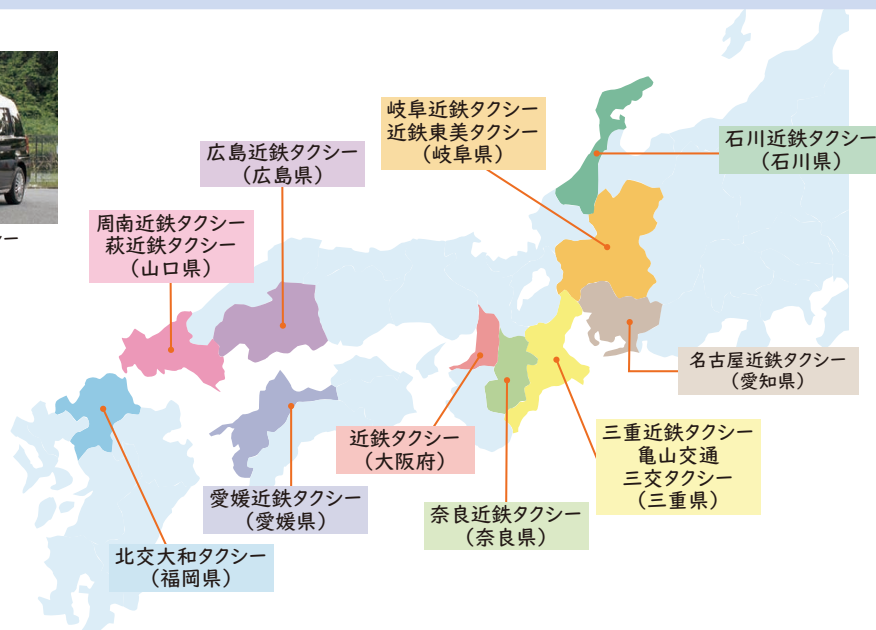 岐阜近鉄タクシー
近鉄東美タクシー
(岐阜県)
石川近鉄タクシー
(石川県)
広島近鉄タクシー
(広島県)
周南近鉄タクシー
萩近鉄タクシー
(山口県)
名古屋近鉄タクシー
(愛知県)
近鉄タクシー
(大阪府)
三重近鉄タクシー
亀山交通
三交タクシー
(三重県)
愛媛近鉄タクシー
(愛媛県)
奈良近鉄タクシー
(奈良県)
北交大和タクシー
(福岡県)